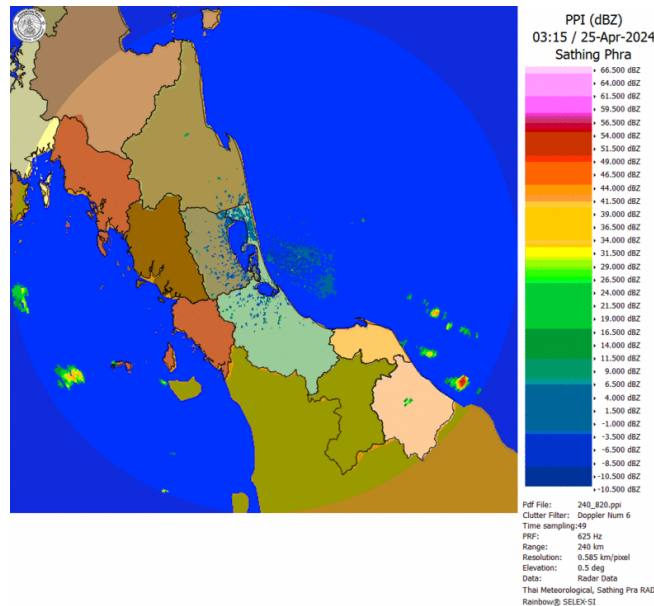 PPI (dBZ)
03:15 / 25-Apr-2024
Sathing Phra
66.500 dBZ
64.000 dBZ
61.500 dBZ
59.000 dBZ
56.500 dBZ
54.000 dBZ
51.500 dBZ
49.000 dBZ
46.500 dBZ
44.000 dBZ
41.500 dBZ
39.000 dBZ
36.500 dBZ
34.000 dBZ
31.500 dBZ
29.000 dBZ
26.500 dBZ
24.000 dBZ
21.500 dBZ
19.000 dBZ
16.500 dBZ
14.000 dBZ
11.500 dBZ
9.000 dBZ
6.500 dBZ
4.000 dBZ
1.500 dBZ
-1.000 dBZ
-3.500 dBZ
-6.500 dBZ
-8.500 dBZ
-10.500 dBZ
-10.500 dBZ
Pdf File: 240_820.ppi
Clutter Filter: Doppler Num 6
Time sampling:49
PRF: 625 Hz
Range: 240 km
Resolution: 0.585 km/pixel
Elevation: 0.5 deg
Data: Radar Data
Thai Meteorological, Sathing Pra RAD
Rainbow® SELEX-SI